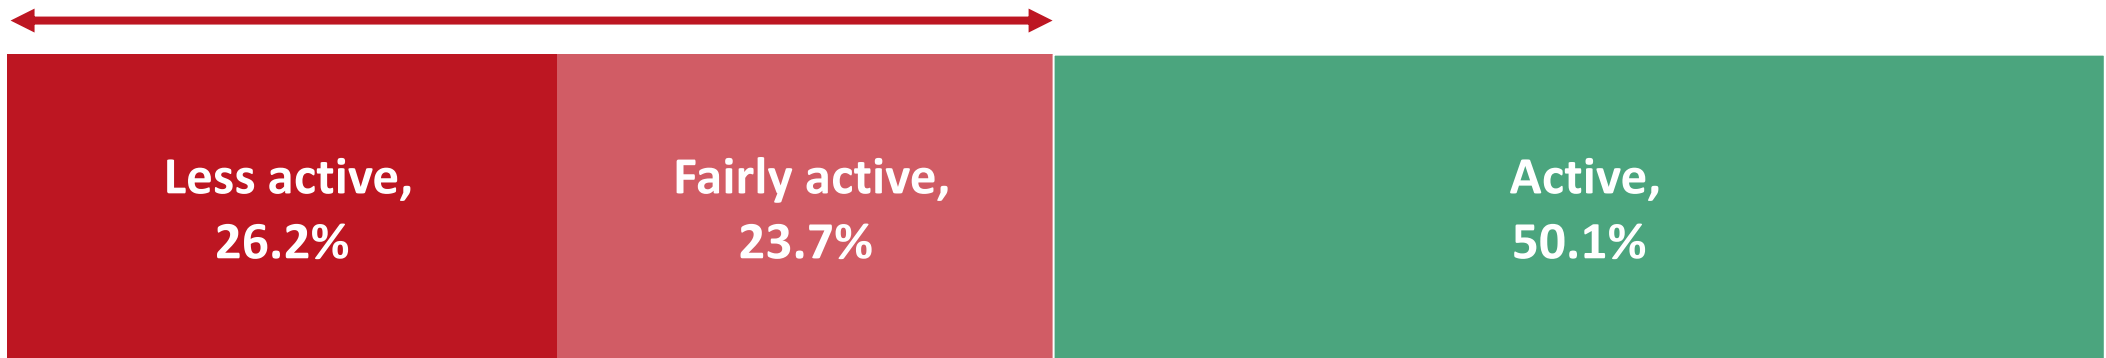 Less active,
26.2%
Fairly active,
23.7%
Active,
50.1%